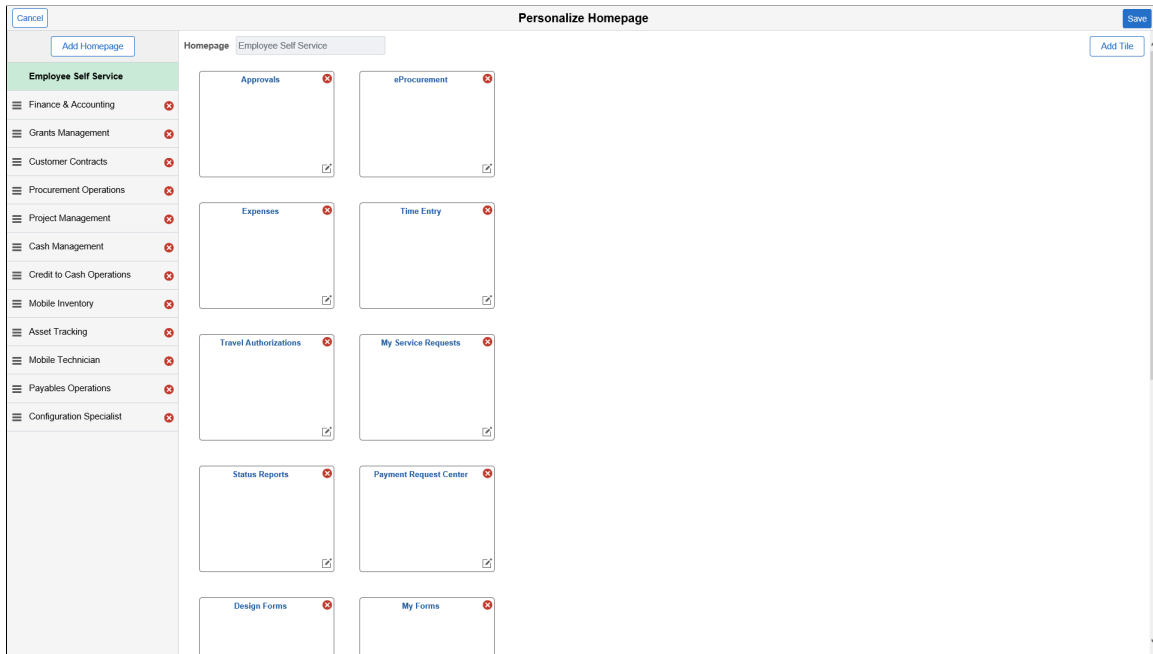 Cancel
Personalize Homepage
Save
Add Homepage
Homepage Employee Self Service
Add Tile
Employee Self Service
Finance & Accounting
Grants Management
Customer Contracts
Procurement Operations
Project Management
Cash Management
Credit to Cash Operations
Mobile Inventory
Asset Tracking
Mobile Technician
Payables Operations
Configuration Specialist
Approvals
eProcurement
Expenses
Time Entry
Travel Authorizations
My Service Requests
Status Reports
Payment Request Center
Design Forms
My Forms